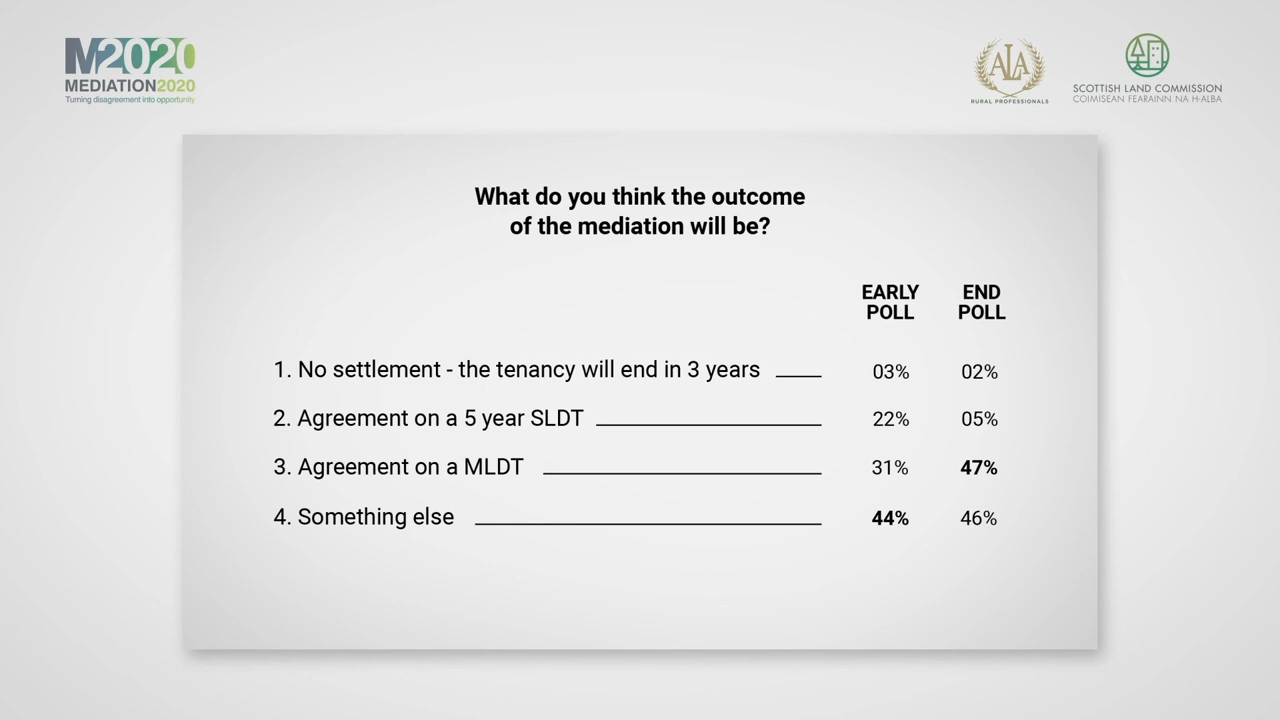 M2020
MEDIATION2020
Turning disagreement into opportunity
ALA
RURAL PROFESSIONALS
SCOTTISH LAND COMMISSION
COIMISEAN FEARAINN NA H-ALBA
What do you think the outcome
of the mediation will be?
EARLY END
POLL POLL
1. No settlement - the tenancy will end in 3 years 03% 02%
2. Agreement on a 5 year SLDT 22% 05%
3. Agreement on a MLDT 31% 47%
4. Something else 44% 46%